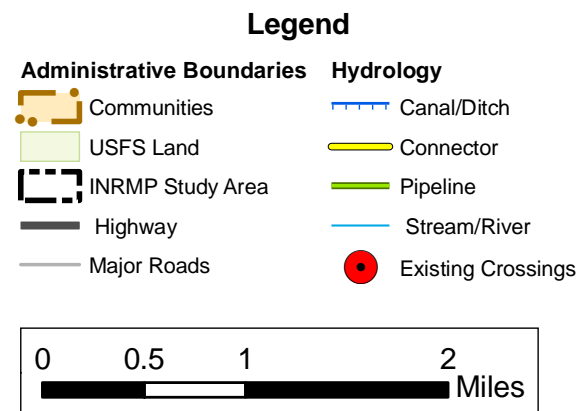 Legend
Administrative Boundaries
Communities
USFS Land
INRMP Study Area
Highway
Major Roads
Hydrology
Canal/Ditch
Connector
Pipeline
Stream/River
Existing Crossings
0 0.5 1 2
Miles